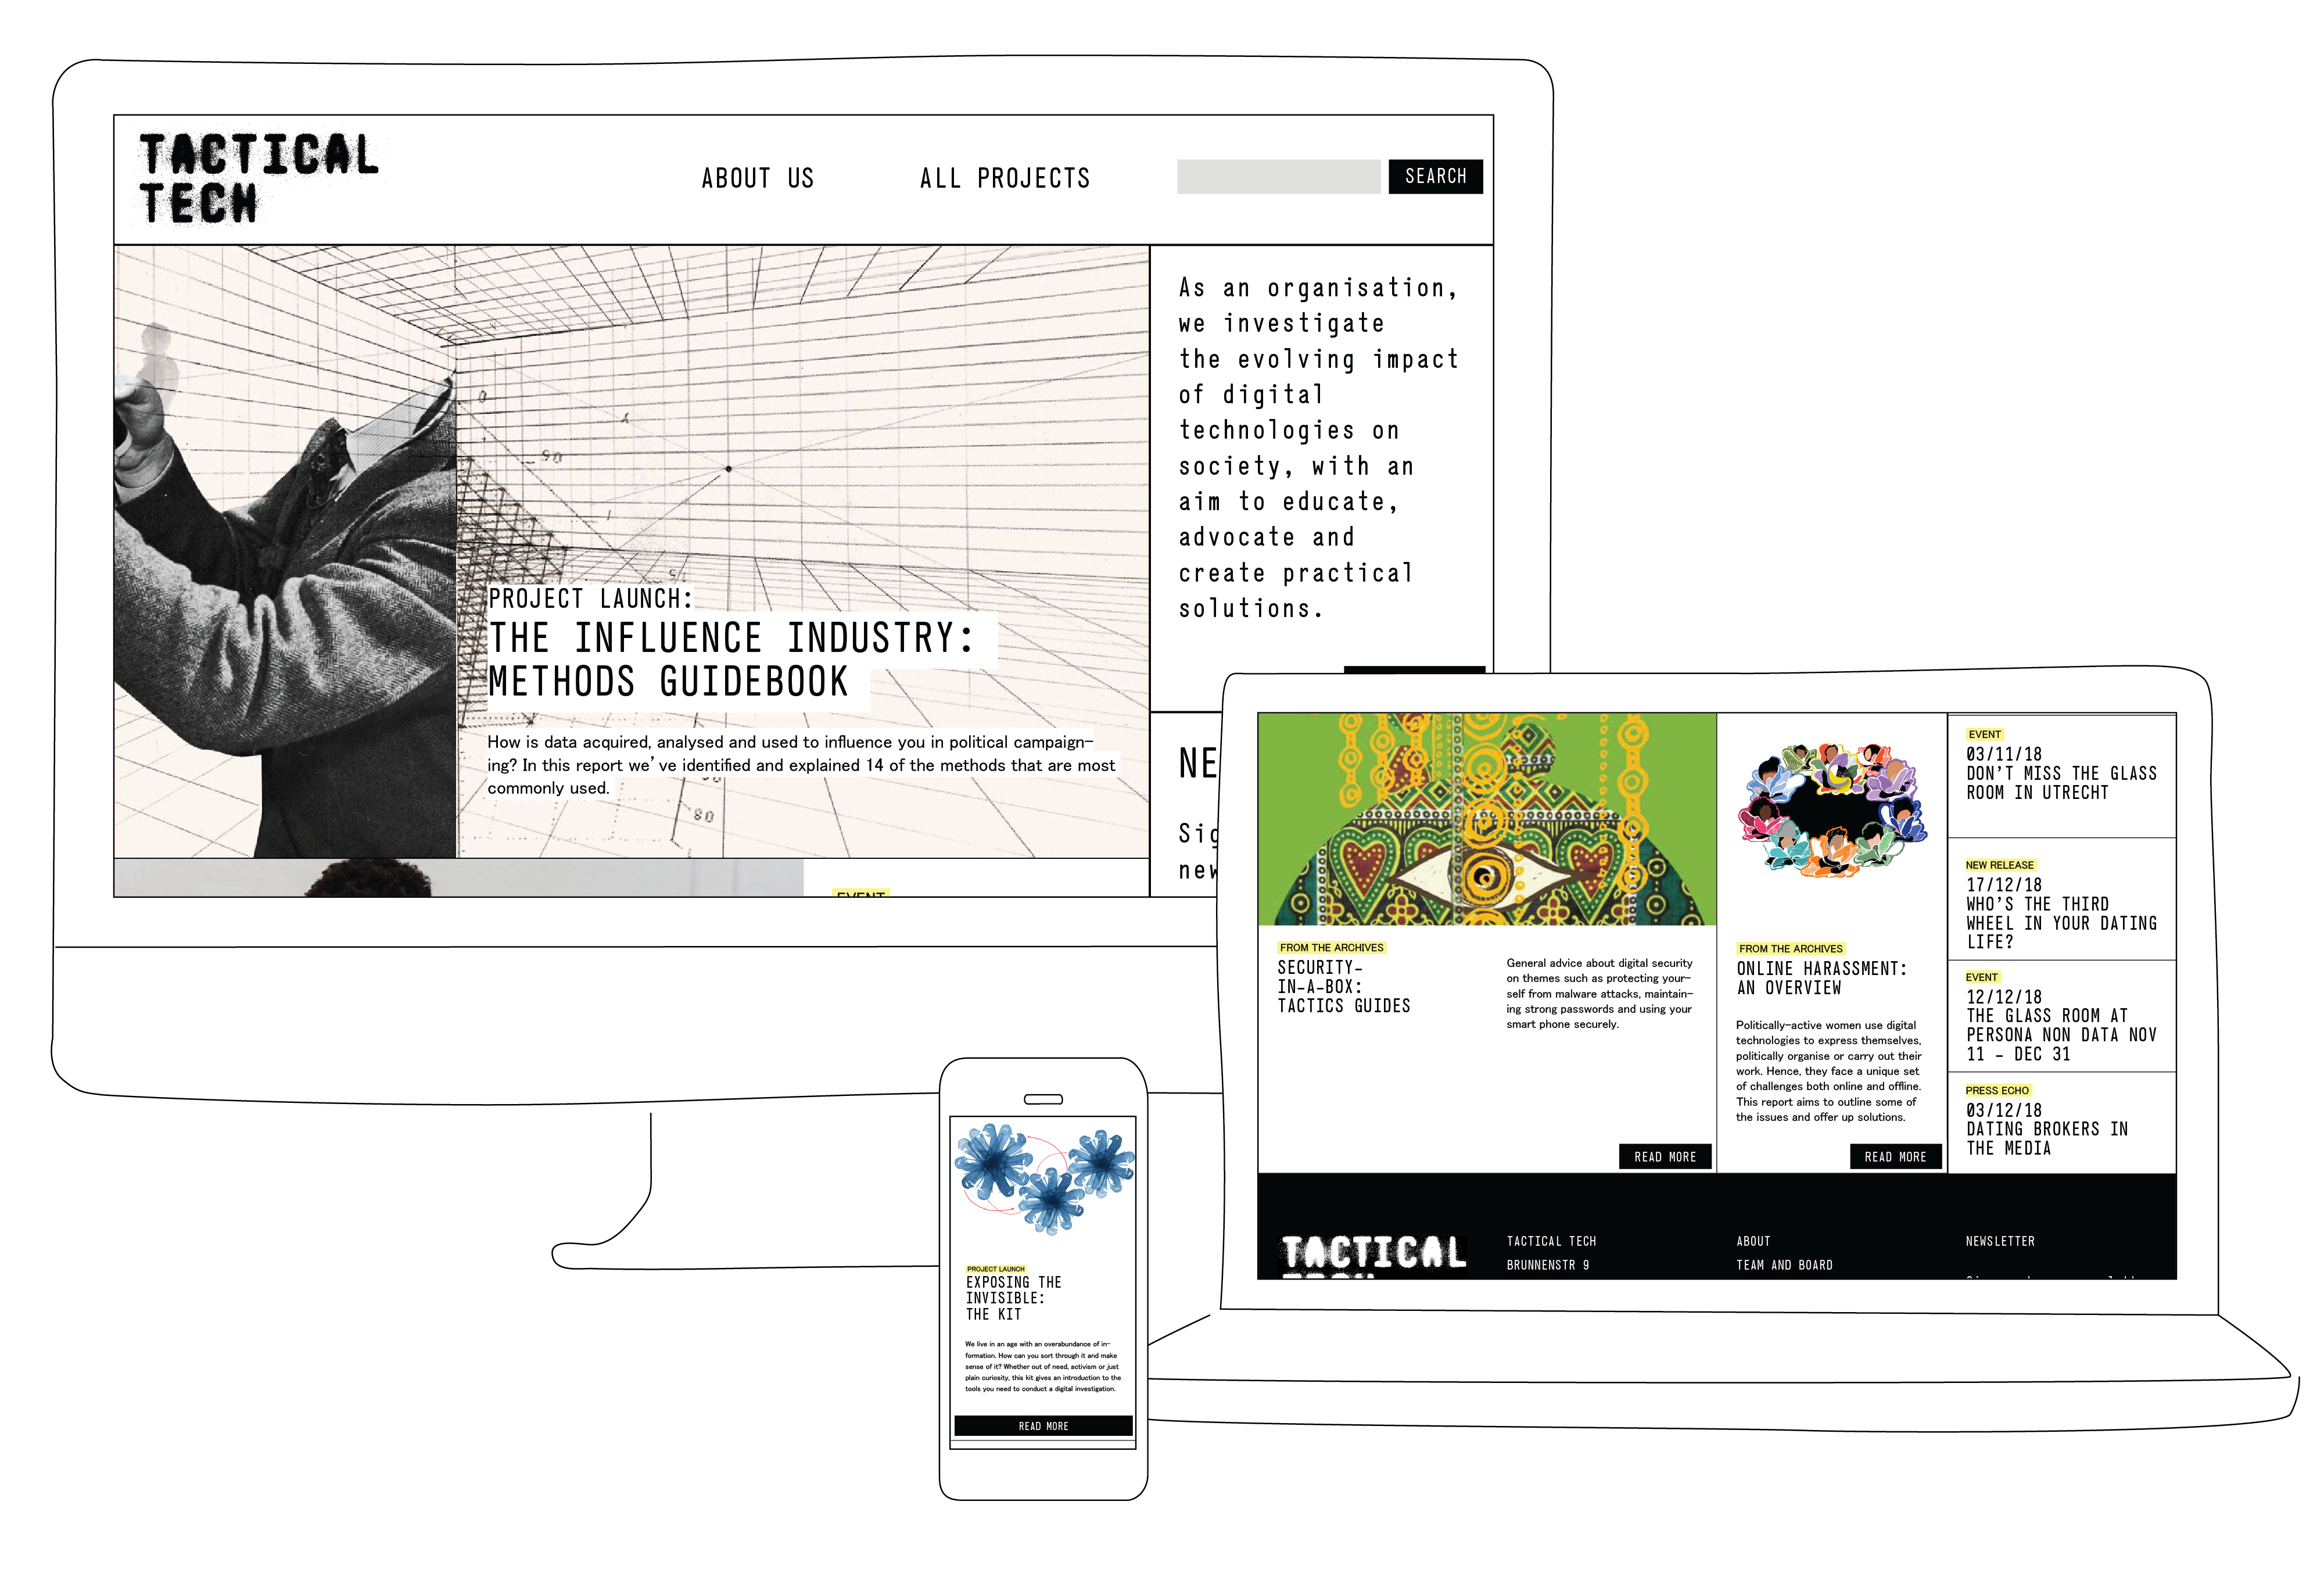 TACTICAL
TECH
ABOUT US
ALL PROJECTS
SEARCH
PROJECT LAUNCH:
THE INFLUENCE INDUSTRY:
METHODS GUIDEBOOK
How is data acquired, analysed and used to influence you in political campaign-
ing? In this report we've identified and explained 14 of the methods that are most
commonly used.
EVENT
As an organisation,
we investigate
the evolving impact
of digital
technologies on
society, with an
aim to educate,
advocate and
create practical
solutions.
FROM THE ARCHIVES
SECURITY-
IN-A-BOX:
TACTICS GUIDES
General advice about digital security
on themes such as protecting your-
self from malware attacks, maintain-
ing strong passwords and using your
smart phone securely.
READ MORE
FROM THE ARCHIVES
ONLINE HARASSMENT:
AN OVERVIEW
Politically-active women use digital
technologies to express themselves,
politically organise or carry out their
work. Hence, they face a unique set
of challenges both online and offline.
This report aims to outline some of
the issues and offer up solutions.
READ MORE
EVENT
03/11/18
DON'T MISS THE GLASS
ROOM IN UTRECHT
NEW RELEASE
17/12/18
WHO'S THE THIRD
WHEEL IN YOUR DATING
LIFE?
EVENT
12/12/18
THE GLASS ROOM AT
PERSONA NON DATA NOV
11 - DEC 31
PRESS ECHO
03/12/18
DATING BROKERS IN
THE MEDIA
TACTICAL
TACTICAL TECH
BRUNNENSTR 9
ABOUT
TEAM AND BOARD
NEWSLETTER
PROJECT LAUNCH
EXPOSING THE
INVISIBLE:
THE KIT
We live in an age with an overabundance of in-
formation. How can you sort through it and make
sense of it? Whether out of need, activism or just
plain curiosity, this kit gives an introduction to the
tools you need to conduct a digital investigation.
READ MORE